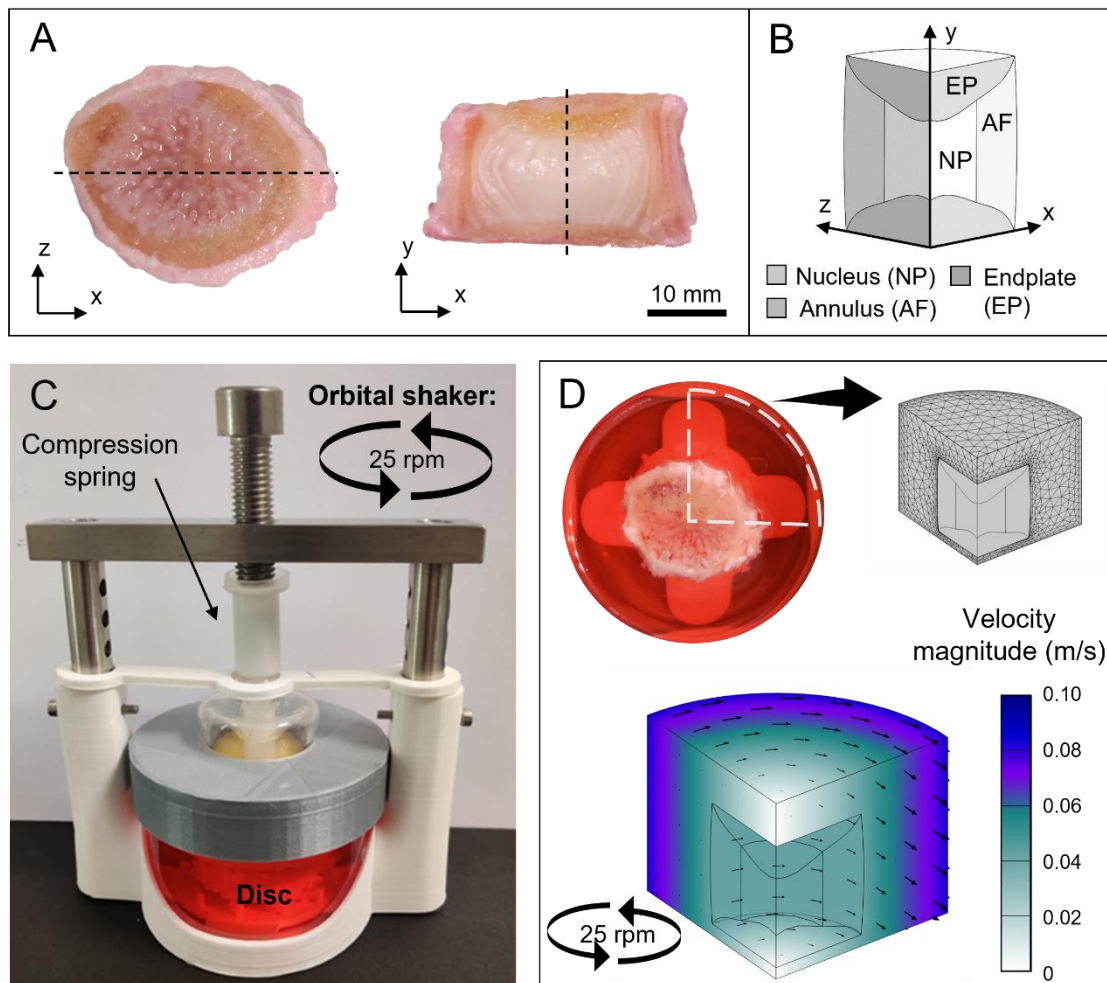 A
z
x
y
x
10 mm
B
y
EP
AF
NP
z
x
Nucleus (NP)
Annulus (AF)
Endplate
(EP)
C
Orbital shaker:
25 rpm
Compression
spring
Disc
D
Velocity
magnitude (m/s)
0.10
0.08
0.06
0.04
0.02
0
25 rpm